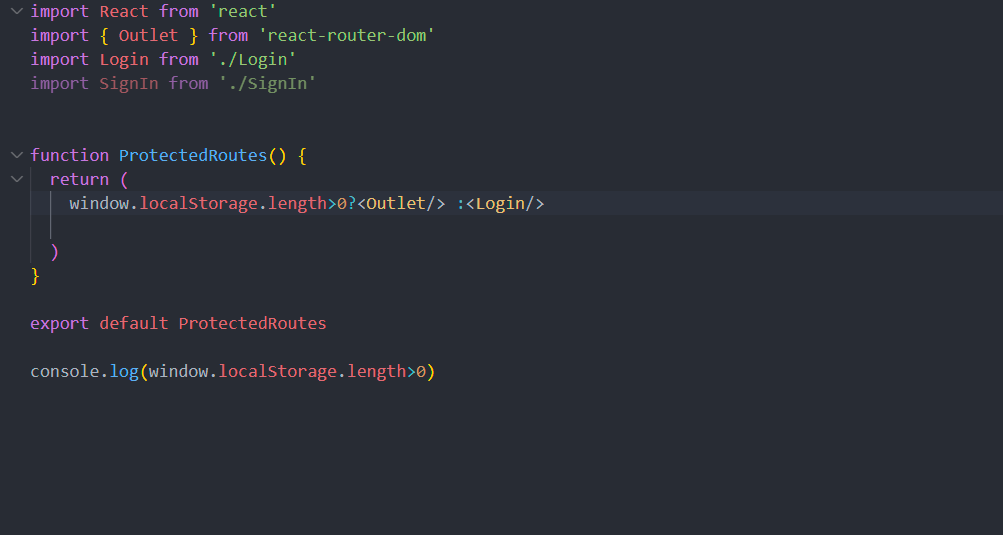 import React from 'react'
import { Outlet } from 'react-router-dom'
import Login from './Login'
import SignIn from './SignIn'
function ProtectedRoutes() {
  return (
    window.localStorage.length>0?<Outlet/> :<Login/>
  )
}
export default ProtectedRoutes
console.log(window.localStorage.length>0)